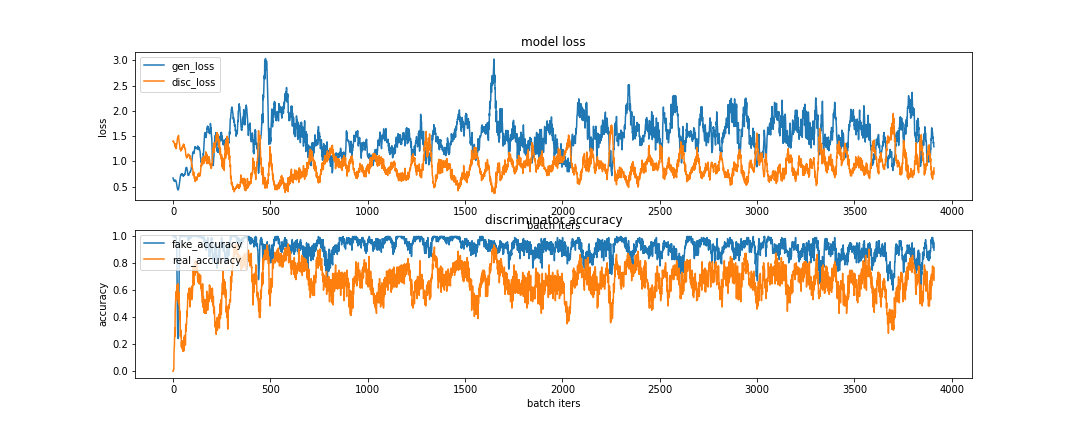 model loss
gen_loss
disc_loss
loss
3.0
2.5
2.0
1.5
1.0
0.5
0 500 1000 1500 2000 2500 3000 3500 4000
batch iters
discriminator accuracy
fake_accuracy
real_accuracy
accuracy
1.0
0.8
0.6
0.4
0.2
0.0
0 500 1000 1500 2000 2500 3000 3500 4000
batch iters